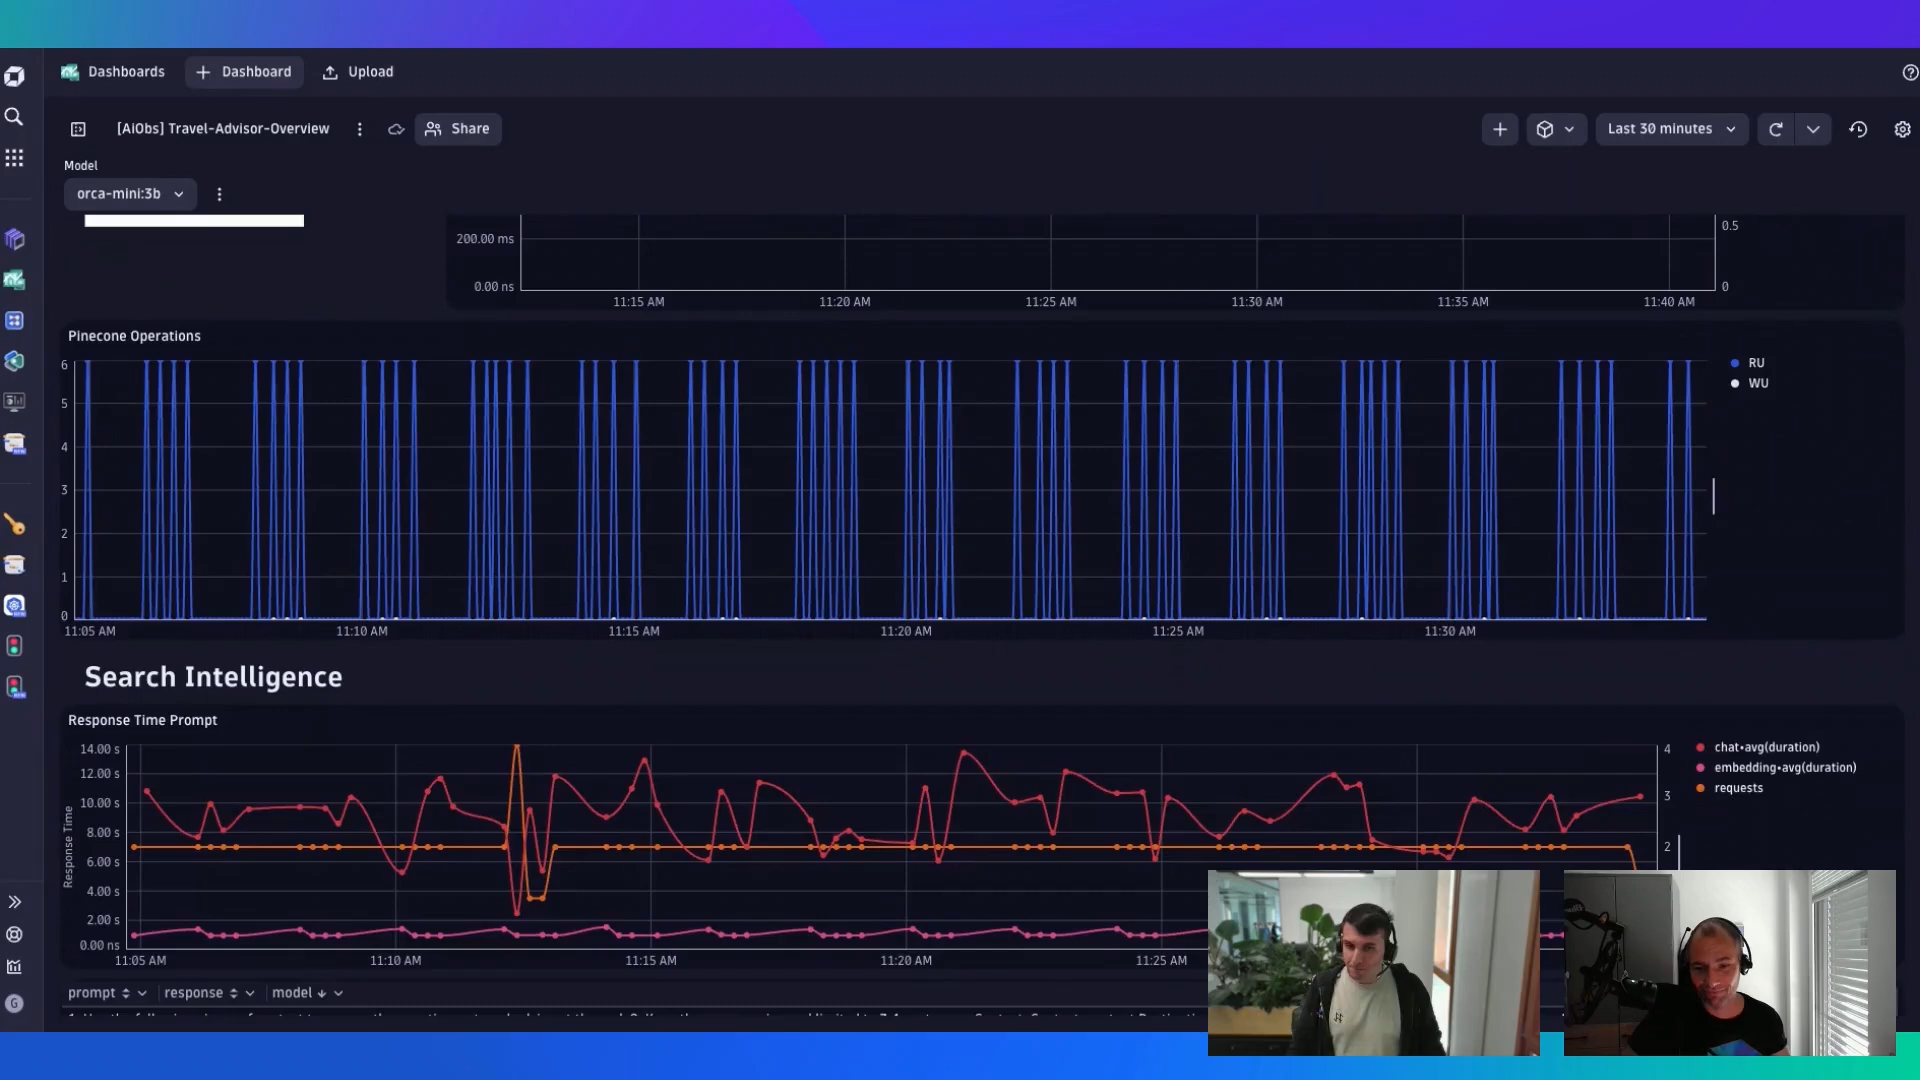 Dashboards
Dashboard
Upload
[AiObs] Travel-Advisor-Overview
Share
Last 30 minutes
Model
orca-mini:3b
200.00 ms
0.00 ns
0.5
0
11:15 AM 11:20 AM 11:25 AM 11:30 AM 11:35 AM 11:40 AM
Pinecone Operations
6
5
4
3
2
1
0
RU
WU
11:05 AM 11:10 AM 11:15 AM 11:20 AM 11:25 AM 11:30 AM
Search Intelligence
Response Time Prompt
Response Time
14.00 s
12.00 s
10.00 s
8.00 s
6.00 s
4.00 s
2.00 s
0.00 ns
4
3
2
chat•avg(duration)
embedding•avg(duration)
requests
11:05 AM 11:10 AM 11:15 AM 11:20 AM 11:25 AM
prompt response model
NEW
NEW
NEW
NEW
G